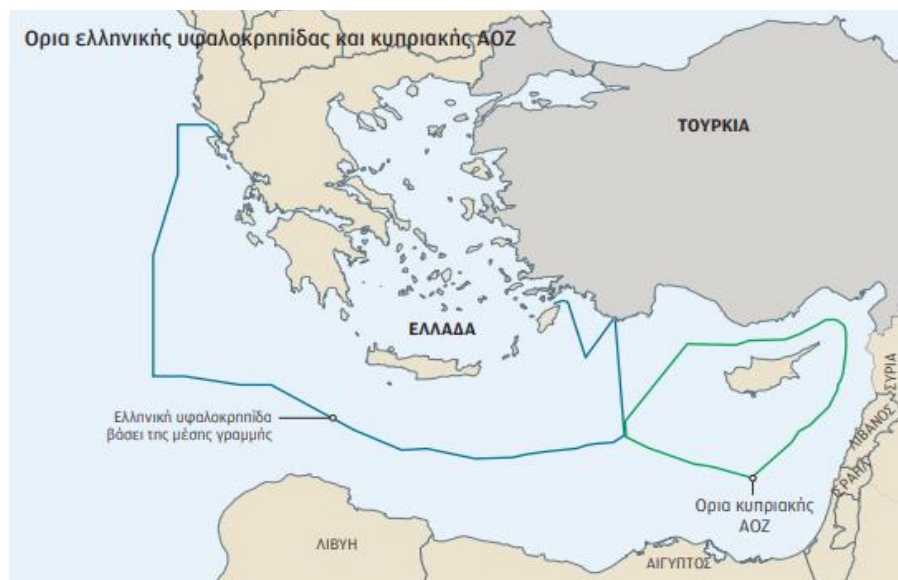 Ορια ελληνικής υφαλοκρηπίδας και κυπριακής ΑΟΖ
ΤΟΥΡΚΙΑ
ΕΛΛΑΔΑ
Ελληνική υφαλοκρηπίδα
βάσει της μέσης γραμμής
ΣΥΡΙΑ
ΛΙΒΑΝΟΣ
ΙΣΡΑΗΛ
Ορια κυπριακής
ΑΟΖ
ΛΙΒΥΗ
ΑΙΓΥΠΤΟΣ